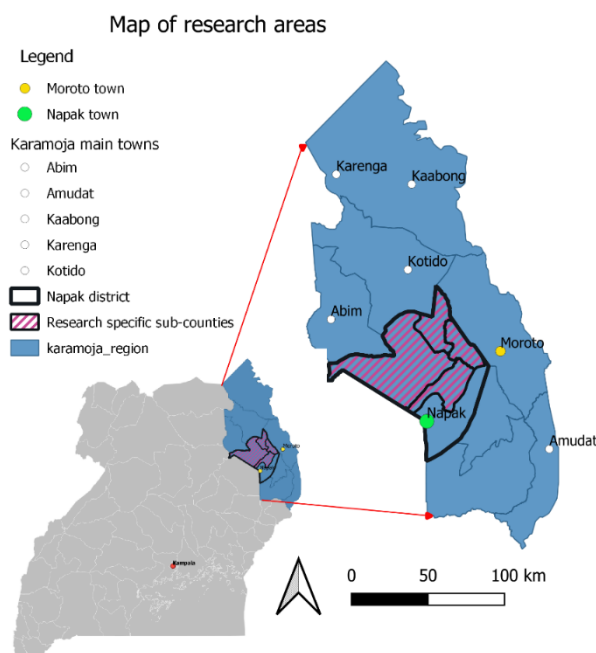 Map of research areas
Legend
Moroto town
Napak town
Karamoja main towns
Abim
Amudat
Kaabong
Karenga
Kotido
Napak district
Research specific sub-counties
karamoja_region
Karenga
Kaabong
Kotido
Abim
Moroto
Napak
Amudat
Moroto
Kampala
0 50 100 km